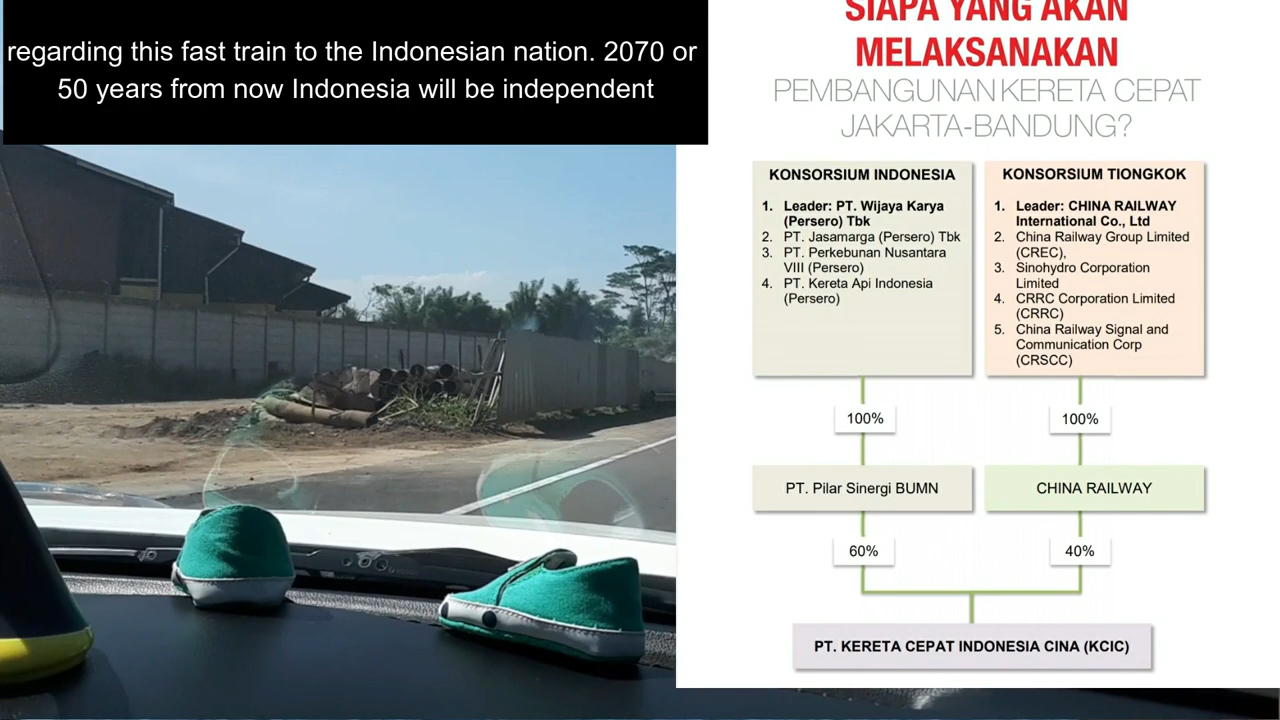 regarding this fast train to the Indonesian nation. 2070 or
50 years from now Indonesia will be independent
SIAPA YANG AKAN
MELAKSANAKAN
PEMBANGUNAN KERETA CEPAT
JAKARTA-BANDUNG?
KONSORSIUM INDONESIA
1. Leader: PT. Wijaya Karya
(Persero) Tbk
2. PT. Jasamarga (Persero) Tbk
3. PT. Perkebunan Nusantara
VIII (Persero)
4. PT. Kereta Api Indonesia
(Persero)
KONSORSIUM TIONGKOK
1. Leader: CHINA RAILWAY
International Co., Ltd
2. China Railway Group Limited
(CREC),
3. Sinohydro Corporation
Limited
4. CRRC Corporation Limited
(CRRC)
5. China Railway Signal and
Communication Corp
(CRSCC)
100%
100%
PT. Pilar Sinergi BUMN
CHINA RAILWAY
60%
40%
PT. KERETA CEPAT INDONESIA CINA (KCIC)